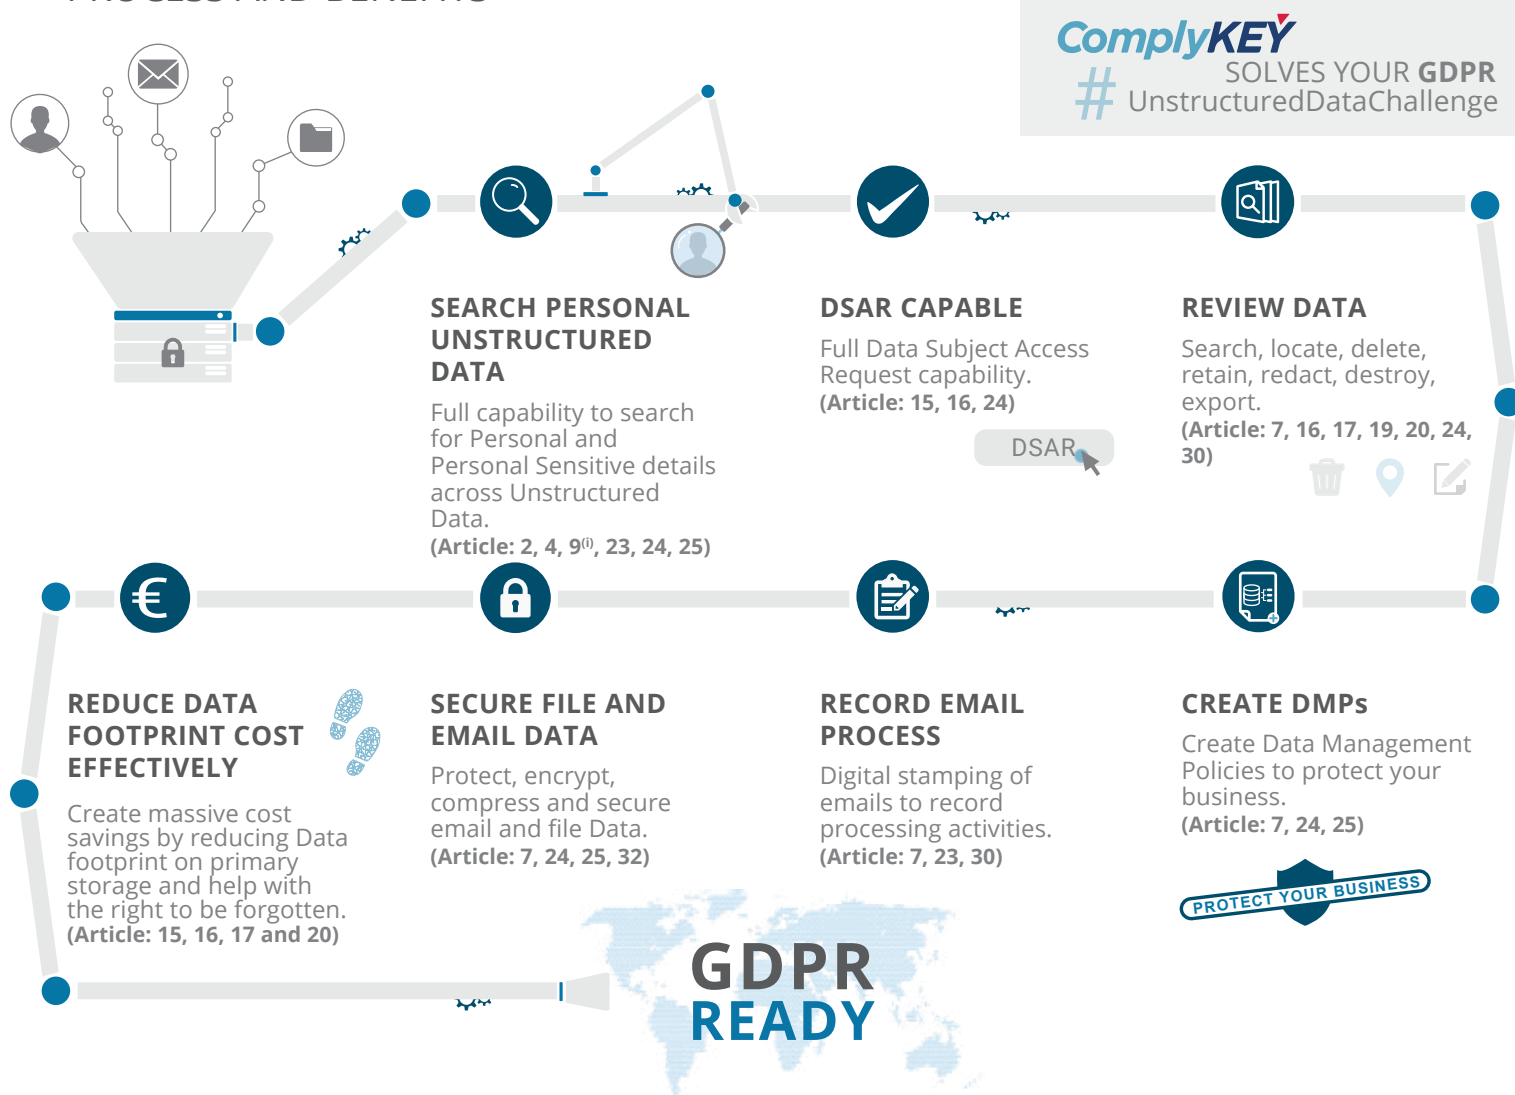 PROCESS AND BENEFITS
ComplyKEY
SOLVES YOUR GDPR
# UnstructuredDataChallenge
SEARCH PERSONAL
UNSTRUCTURED
DATA
Full capability to search
for Personal and
Personal Sensitive details
across Unstructured
Data.
(Article: 2, 4, 9(i), 23, 24, 25)
DSAR CAPABLE
Full Data Subject Access
Request capability.
(Article: 15, 16, 24)
DSAR
REVIEW DATA
Search, locate, delete,
retain, redact, destroy,
export.
(Article: 7, 16, 17, 19, 20, 24,
30)
REDUCE DATA
FOOTPRINT COST
EFFECTIVELY
Create massive cost
savings by reducing Data
footprint on primary
storage and help with
the right to be forgotten.
(Article: 15, 16, 17 and 20)
SECURE FILE AND
EMAIL DATA
Protect, encrypt,
compress and secure
email and file Data.
(Article: 7, 24, 25, 32)
RECORD EMAIL
PROCESS
Digital stamping of
emails to record
processing activities.
(Article: 7, 23, 30)
CREATE DMPs
Create Data Management
Policies to protect your
business.
(Article: 7, 24, 25)
PROTECT YOUR BUSINESS
GDPR
READY